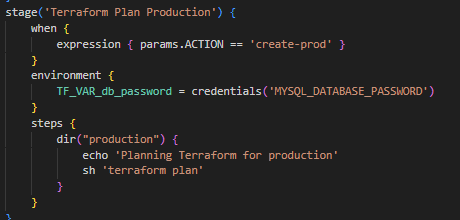 stage('Terraform Plan Production') {
    when {
        expression { params.ACTION == 'create-prod' }
    }
    environment {
        TF_VAR_db_password = credentials('MYSQL_DATABASE_PASSWORD')
    }
    steps {
        dir("production") {
            echo 'Planning Terraform for production'
            sh 'terraform plan'
        }
    }
}